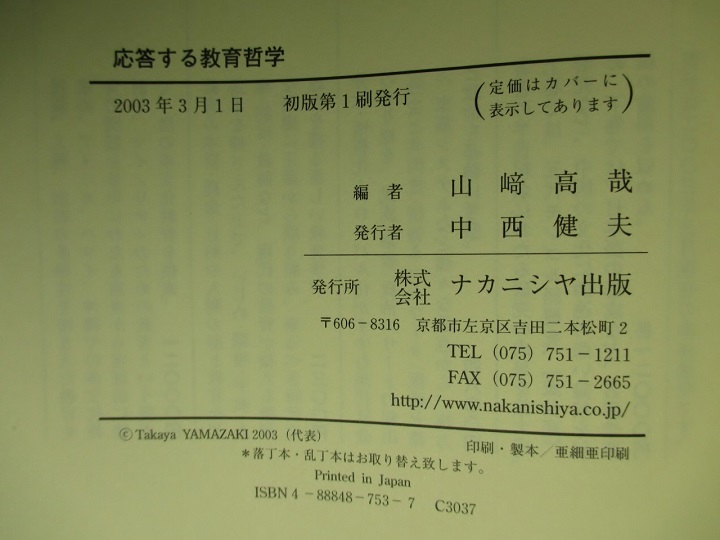 応答する教育哲学
2003年3月1日 初版第1刷発行 (定価はカバーに
表示してあります)
編者 山﨑高哉
発行者 中西健夫
発行所 株式会社 ナカニシヤ出版
〒606-8316 京都市左京区吉田二本松町2
TEL (075) 751-1211
FAX (075) 751-2665
http://www.nakanishiya.co.jp/
©Takaya YAMAZAKI 2003 (代表) 印刷・製本/亜細亜印刷
*落丁本・乱丁本はお取り替え致します。
Printed in Japan
ISBN4-88848-753-7 C3037